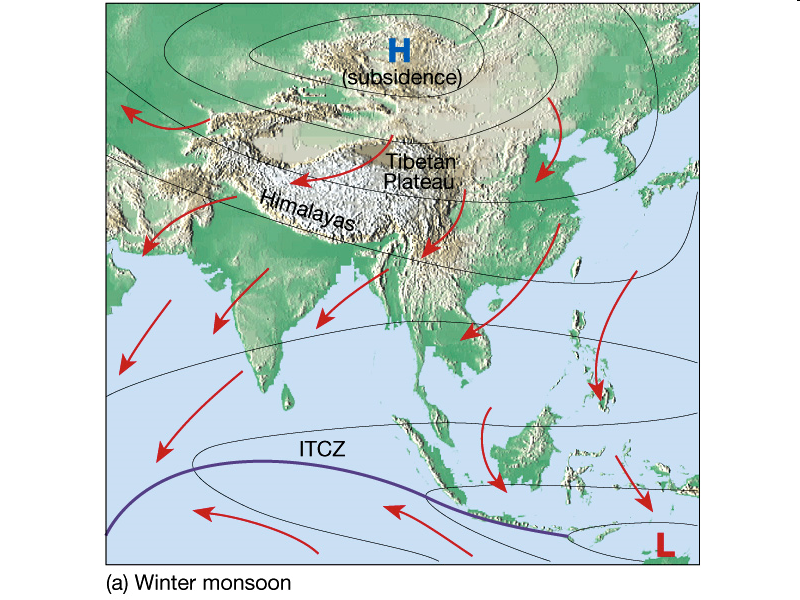 H
(subsidence)
Tibetan
Plateau
Himalayas
ITCZ
L
(a) Winter monsoon